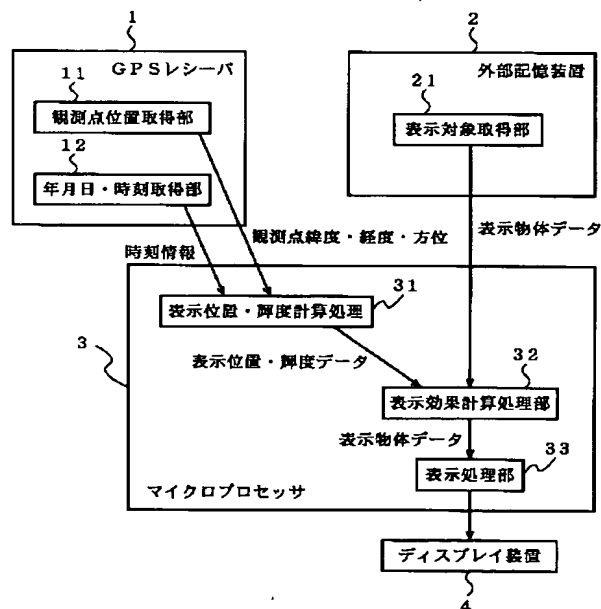 1
GPSレシーバ
11
観測点位置取得部
12
年月日・時刻取得部
2
外部記憶装置
21
表示対象取得部
時刻情報
観測点緯度・経度・方位
表示物体データ
3
表示位置・輝度計算処理
31
表示位置・輝度データ
32
表示効果計算処理部
表示物体データ
33
表示処理部
マイクロプロセッサ
ディスプレイ装置
4